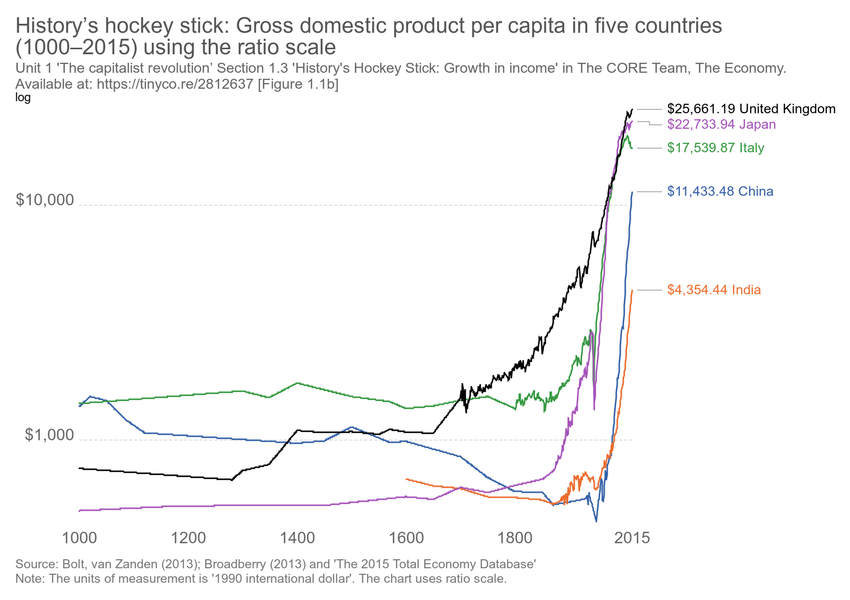 History's hockey stick: Gross domestic product per capita in five countries
(1000–2015) using the ratio scale
Unit 1 'The capitalist revolution’ Section 1.3 'History's Hockey Stick: Growth in income' in The CORE Team, The Economy.
Available at: https://tinyco.re/2812637 [Figure 1.1b]
log
$25,661.19 United Kingdom
$22,733.94 Japan
$17,539.87 Italy
$11,433.48 China
$10,000
$4,354.44 India
$1,000
1000 1200 1400 1600 1800 2015
Source: Bolt, van Zanden (2013); Broadberry (2013) and 'The 2015 Total Economy Database'
Note: The units of measurement is '1990 international dollar'. The chart uses ratio scale.